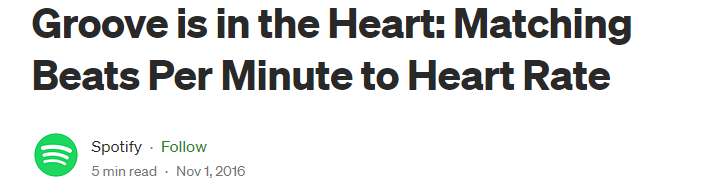 Groove is in the Heart: Matching
Beats Per Minute to Heart Rate
Spotify · Follow
5 min read · Nov 1, 2016